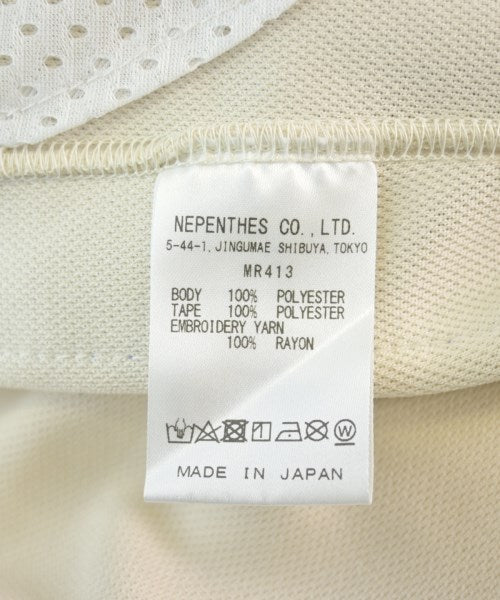 NEPENTHES CO.,LTD.
5-44-1, JINGUMAE SHIBUYA, TOKYO
MR413
BODY 100% POLYESTER
TAPE 100% POLYESTER
EMBROIDERY YARN
100% RAYON
W
MADE IN JAPAN